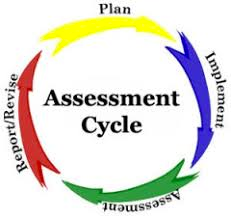 Plan
Implement
Assessment
Cycle
Assessment
Report/Revise